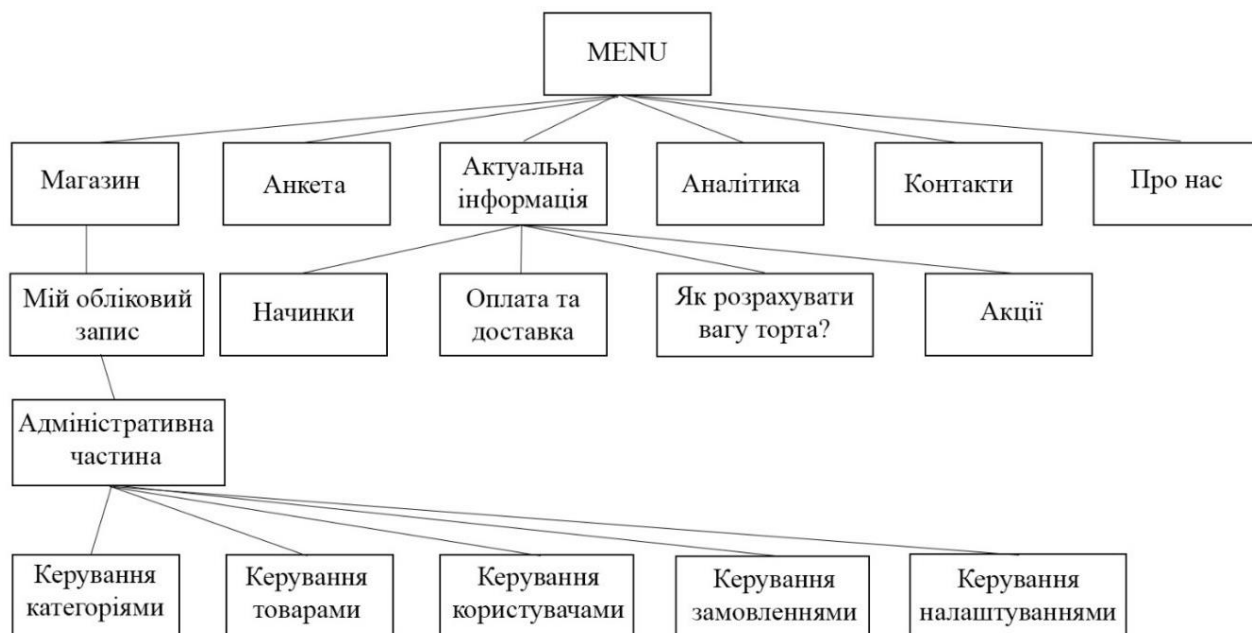 MENU
Магазин
Анкета
Актуальна
інформація
Аналітика
Контакти
Про нас
Мій обліковий
запис
Начинки
Оплата та
доставка
Як розрахувати
вагу торта?
Акції
Адміністративна
частина
Керування
категоріями
Керування
товарами
Керування
користувачами
Керування
замовленнями
Керування
налаштуваннями